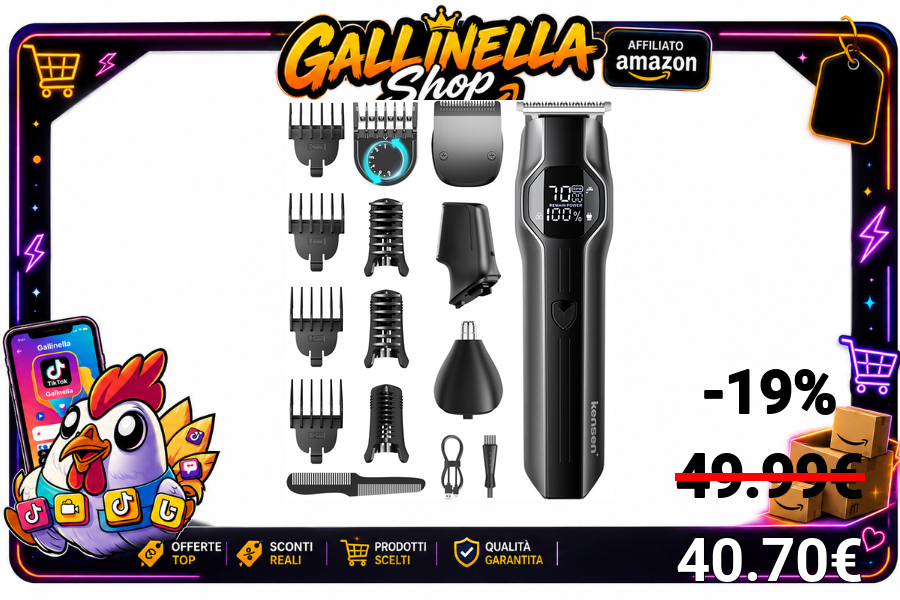 GALLINELLA
Shop
AFFILIATO
amazon
70
REMAIN POWER
100%
kensen
Gallinella
TikTok
Gallinella
-19%
49.99€
40.70€
OFFERTE
TOP
SCONTI
REALI
PRODOTTI
SCELTI
QUALITÀ
GARANTITA